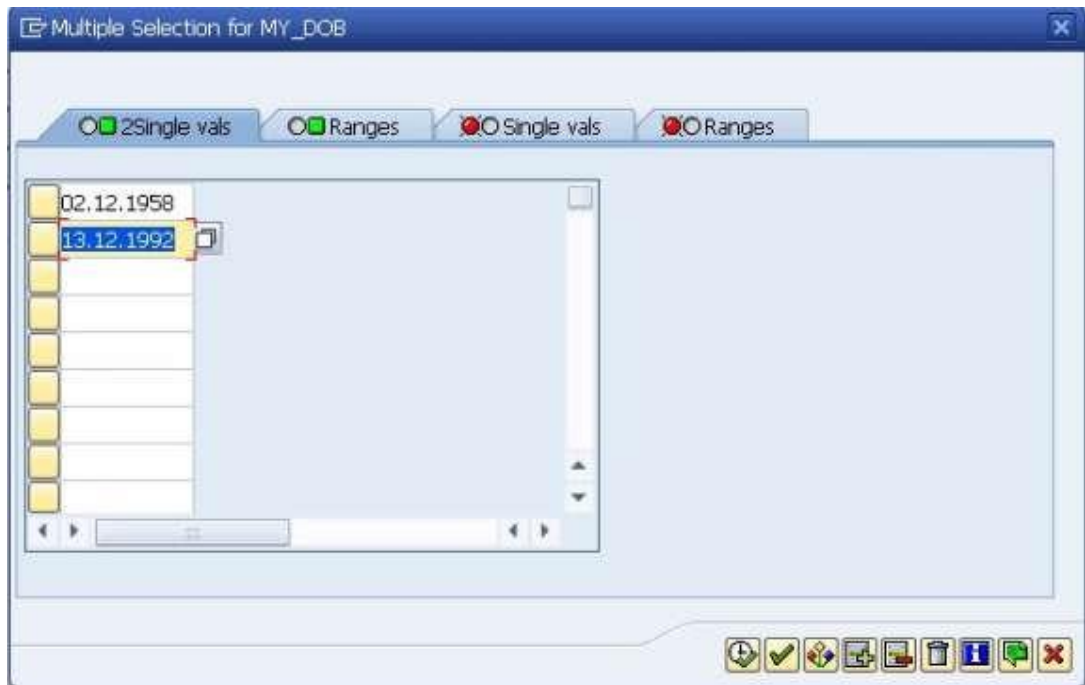 Multiple Selection for MY_DOB
2Single vals
Ranges
Single vals
Ranges
02.12.1958
13.12.1992